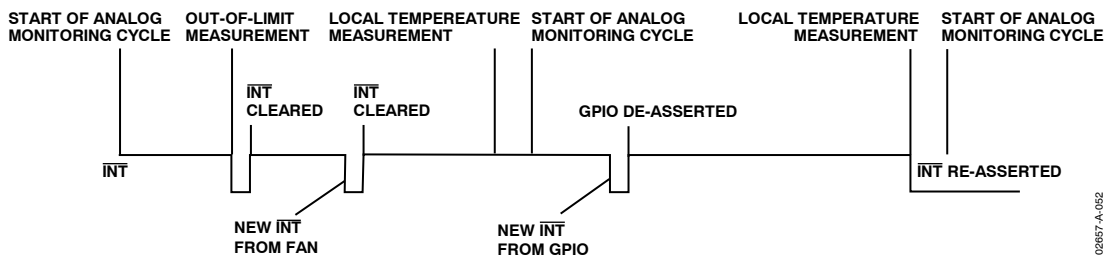 START OF ANALOG
MONITORING CYCLE
OUT-OF-LIMIT
MEASUREMENT
LOCAL TEMPEREATURE
MEASUREMENT
START OF ANALOG
MONITORING CYCLE
LOCAL TEMPERATURE
MEASUREMENT
START OF ANALOG
MONITORING CYCLE
INT
CLEARED
INT
CLEARED
GPIO DE-ASSERTED
INT
INT RE-ASSERTED
NEW INT
FROM FAN
NEW INT
FROM GPIO
02657-A-052